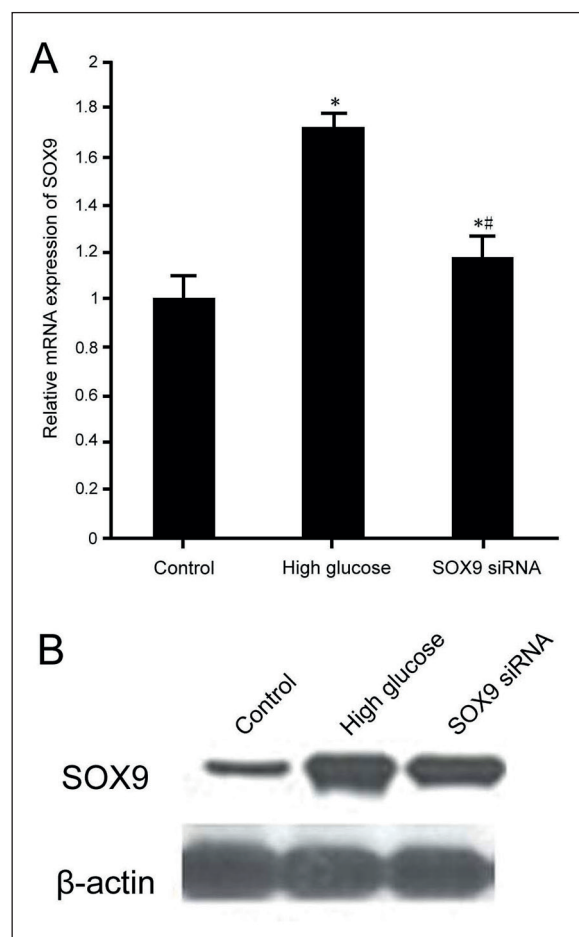 A
Relative mRNA expression of SOX9
2
1.8
1.6
1.4
1.2
1
0.8
0.6
0.4
0.2
0
*
*#
Control
High glucose
SOX9 siRNA
B
Control
High glucose
SOX9 siRNA
SOX9
β-actin